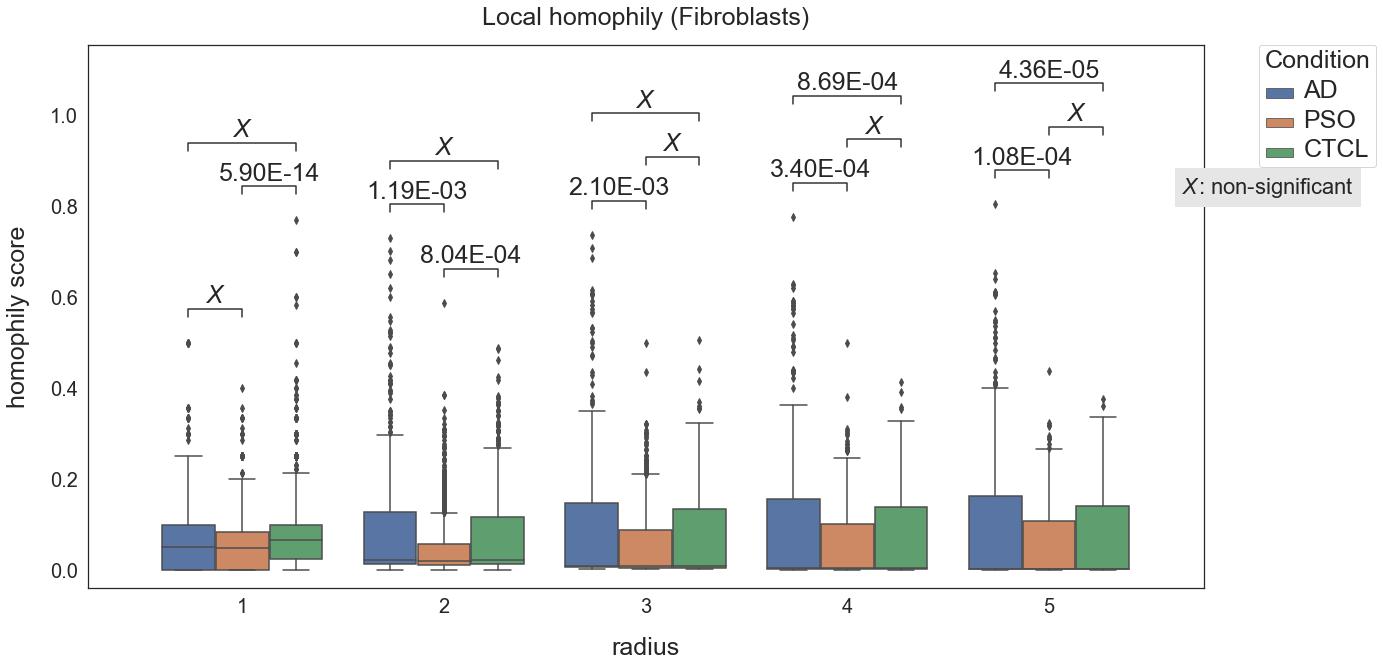 Local homophily (Fibroblasts)
homophily score
1.0
0.8
0.6
0.4
0.2
0.0
X
5.90E-14
X
X
1.19E-03
8.04E-04
X
X
2.10E-03
8.69E-04
X
3.40E-04
4.36E-05
X
1.08E-04
1 2 3 4 5
radius
Condition
AD
PSO
CTCL
X: non-significant